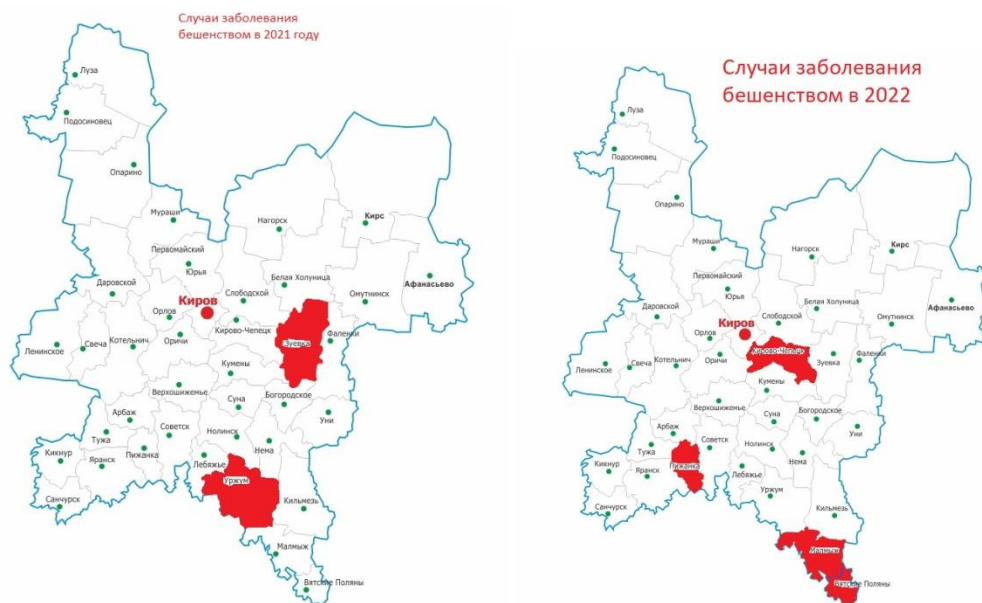 Случаи заболевания
бешенством в 2021 году
Луза
Подосиновец
Опарино
Мураши
Нагорск
Кирс
Первомайский
Юрья
Белая Холуница
Афанасьево
Даровской
Слободской
Омутнинск
Киров
Орлов
Кирово-Чепецк
Оричи
Фаленки
Зуевка
Ленинское
Свеча
Котельнич
Кумены
Верхошижемье
Суна
Богородское
Арбаж
Уни
Тужа
Советск
Нолинск
Пижанка
Нема
Кикнур
Яранск
Лебяжье
Уржум
Санчурск
Кильмезь
Малмыж
Вятские Поляны
Случаи заболевания
бешенством в 2022
Луза
Подосиновец
Опарино
Мураши
Нагорск
Кирс
Первомайский
Юрья
Белая Холуница
Афанасьево
Даровской
Слободской
Омутнинск
Киров
Орлов
Кирово-Чепецк
Оричи
Зуевка
Фаленки
Ленинское
Свеча
Котельнич
Кумены
Верхошижемье
Суна
Богородское
Арбаж
Уни
Тужа
Советск
Нолинск
Нема
Пижанка
Кикнур
Яранск
Лебяжье
Уржум
Санчурск
Кильмезь
Малмыж
Вятские Поляны